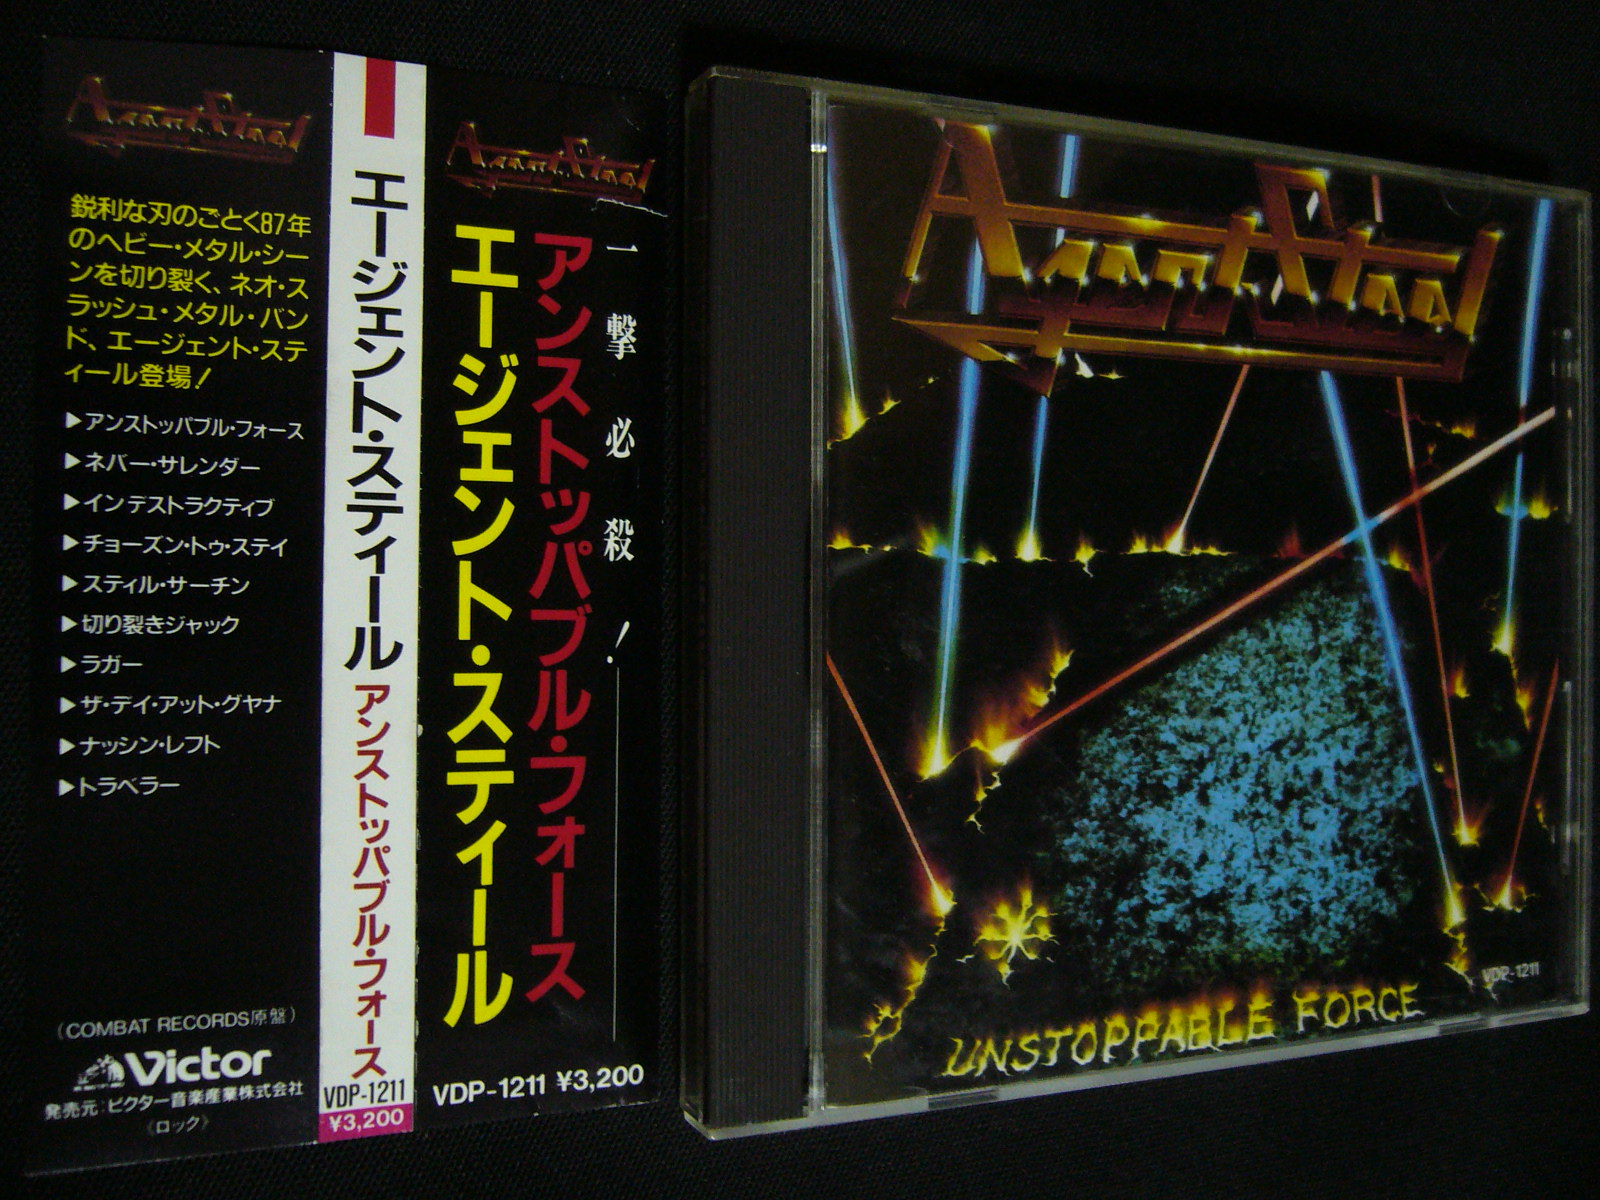 Agent Steel
鋭利な刃のごとく87年
のヘビー・メタル・シー
ンを切り裂く、ネオ・ス
ラッシュ・メタル・バン
ド、エージェント・ステ
ィール登場!
▶アンストッパブル・フォース
▶ネバー・サレンダー
▶インデストラクティブ
▶チョーズン・トゥ・ステイ
▶スティル・サーチン
▶切り裂きジャック
▶ラガー
▶ザ・デイ・アット・グヤナ
▶ナッシン・レフト
▶トラベラー
(COMBAT RECORDS原盤)
Victor
発売元:ビクター音楽産業株式会社
《ロック》
エージェント・スティール アンストッパブル・フォース
VDP-1211
¥3,200
Agent Steel
一撃必殺!
アンストッパブル・フォース
エージェント・スティール
VDP-1211 ¥3,200
Agent Steel
VDP-1211
UNSTOPPABLE FORCE